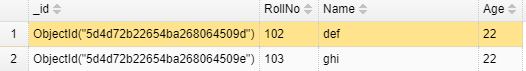 _id RollNo Name Age
1 ObjectId("5d4d72b22654ba268064509d") 102 def 22
2 ObjectId("5d4d72b22654ba268064509e") 103 ghi 22